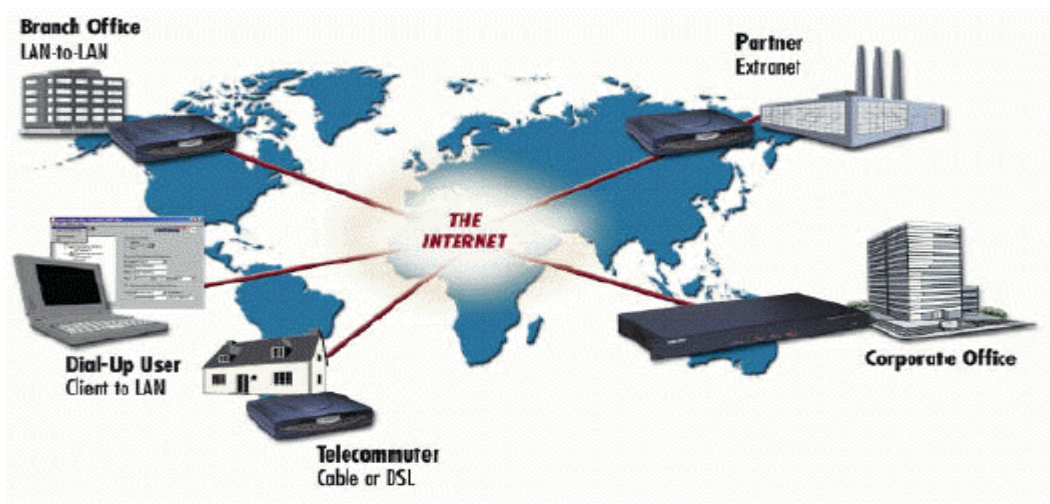 Branch Office
LAN-to-LAN
Partner
Extranet
THE
INTERNET
Dial-Up User
Client to LAN
Corporate Office
Telecommuter
Cable or DSL